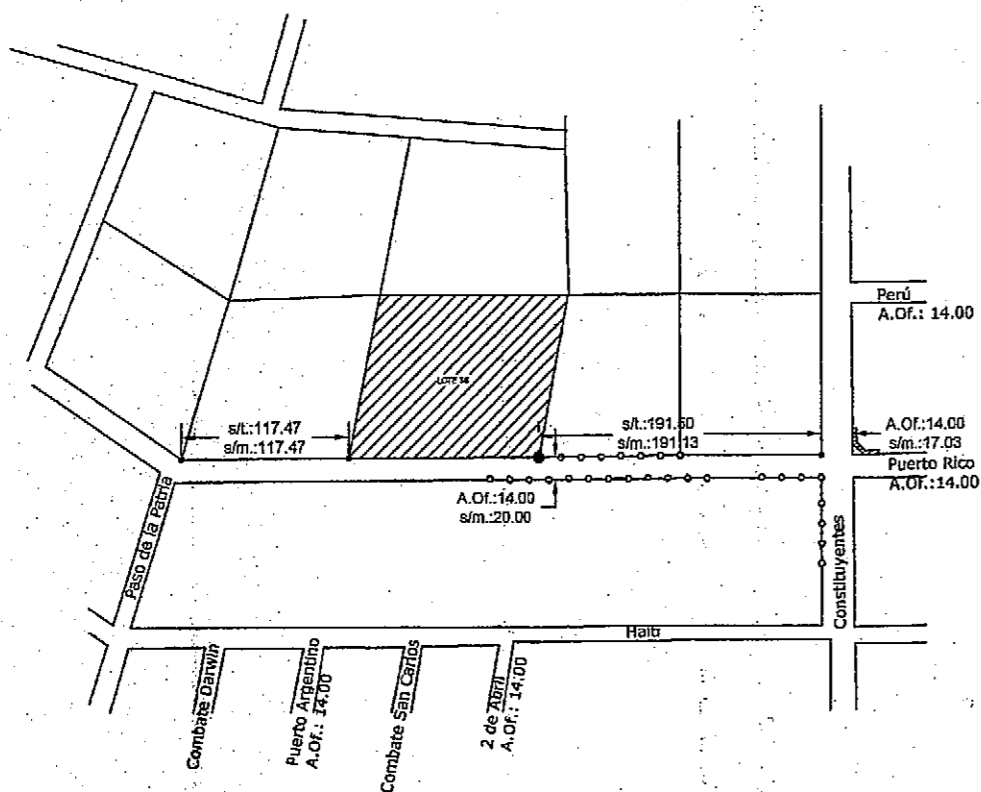 Perú
A.Of.: 14.00
s/t.:117.47
s/m.:117.47
s/t.:191.60
s/m.:191.13
A.Of.:14.00
s/m.:17.03
Puerto Rico
A.Of.:14.00
A.Of.:14.00
s/m.:20.00
Paso de la Patria
Constituyentes
Haití
Combate Darwin
Puerto Argentino
A.Of.: 14.00
Combate San Carlos
2 de Abril
A.Of.: 14.00